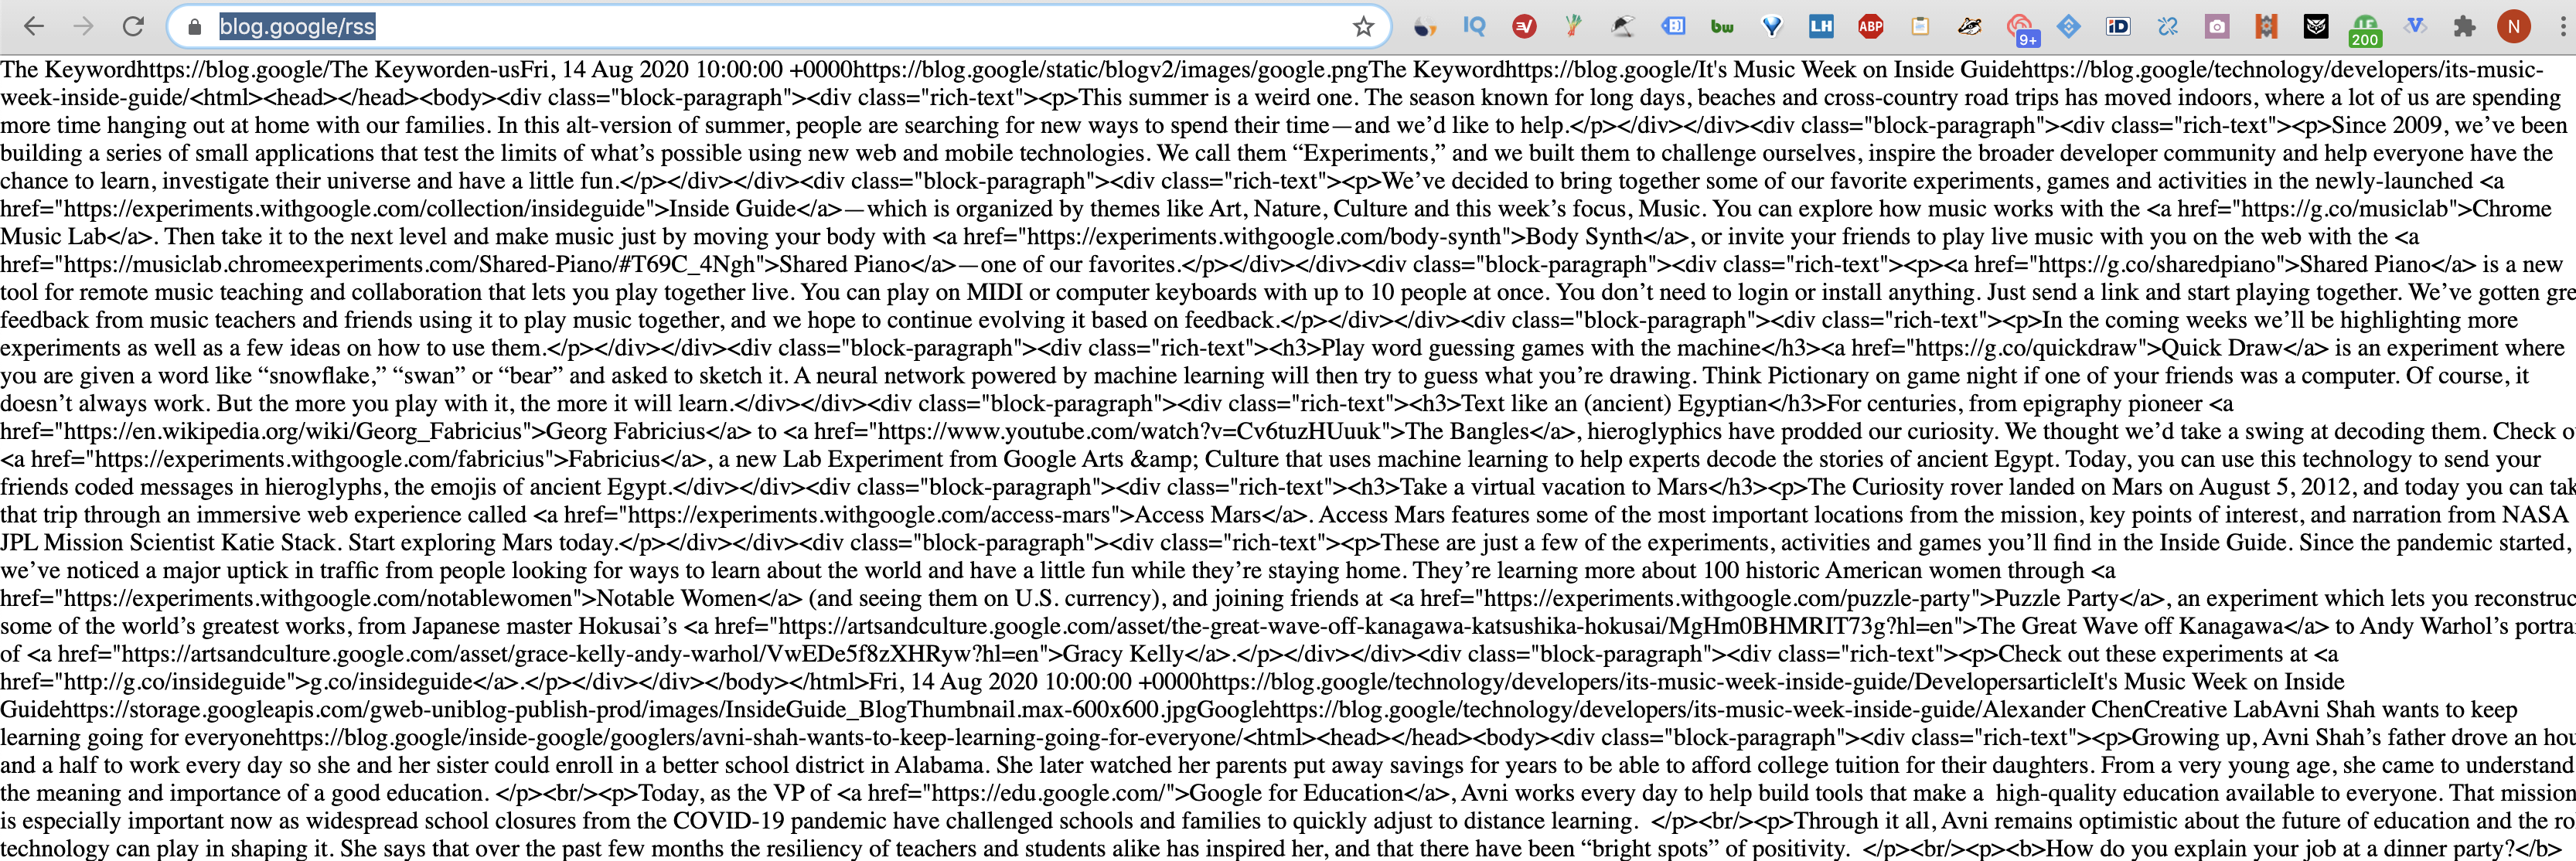 blog.google/rss
IQ
bw
LH
ABP
9+
iD
LF
200
N
The Keywordhttps://blog.google/The Keyworden-usFri, 14 Aug 2020 10:00:00 +0000https://blog.google/static/blogv2/images/google.pngThe Keywordhttps://blog.google/It's Music Week on Inside Guidehttps://blog.google/technology/developers/its-music-
week-inside-guide/<html><head></head><body><div class="block-paragraph"><div class="rich-text"><p>This summer is a weird one. The season known for long days, beaches and cross-country road trips has moved indoors, where a lot of us are spending
more time hanging out at home with our families. In this alt-version of summer, people are searching for new ways to spend their time—and we’d like to help.</p></div></div><div class="block-paragraph"><div class="rich-text"><p>Since 2009, we’ve been
building a series of small applications that test the limits of what’s possible using new web and mobile technologies. We call them “Experiments,” and we built them to challenge ourselves, inspire the broader developer community and help everyone have the
chance to learn, investigate their universe and have a little fun.</p></div></div><div class="block-paragraph"><div class="rich-text"><p>We’ve decided to bring together some of our favorite experiments, games and activities in the newly-launched <a
href="https://experiments.withgoogle.com/collection/insideguide">Inside Guide</a>—which is organized by themes like Art, Nature, Culture and this week’s focus, Music. You can explore how music works with the <a href="https://g.co/musiclab">Chrome
Music Lab</a>. Then take it to the next level and make music just by moving your body with <a href="https://experiments.withgoogle.com/body-synth">Body Synth</a>, or invite your friends to play live music with you on the web with the <a
href="https://musiclab.chromeexperiments.com/Shared-Piano/#T69C_4Ngh">Shared Piano</a>—one of our favorites.</p></div></div><div class="block-paragraph"><div class="rich-text"><p><a href="https://g.co/sharedpiano">Shared Piano</a> is a new
tool for remote music teaching and collaboration that lets you play together live. You can play on MIDI or computer keyboards with up to 10 people at once. You don’t need to login or install anything. Just send a link and start playing together. We’ve gotten gre
feedback from music teachers and friends using it to play music together, and we hope to continue evolving it based on feedback.</p></div></div><div class="block-paragraph"><div class="rich-text"><p>In the coming weeks we’ll be highlighting more
experiments as well as a few ideas on how to use them.</p></div></div><div class="block-paragraph"><div class="rich-text"><h3>Play word guessing games with the machine</h3><a href="https://g.co/quickdraw">Quick Draw</a> is an experiment where
you are given a word like “snowflake,” “swan” or “bear” and asked to sketch it. A neural network powered by machine learning will then try to guess what you’re drawing. Think Pictionary on game night if one of your friends was a computer. Of course, it
doesn’t always work. But the more you play with it, the more it will learn.</div></div><div class="block-paragraph"><div class="rich-text"><h3>Text like an (ancient) Egyptian</h3>For centuries, from epigraphy pioneer <a
href="https://en.wikipedia.org/wiki/Georg_Fabricius">Georg Fabricius</a> to <a href="https://www.youtube.com/watch?v=Cv6tuzHUuuk">The Bangles</a>, hieroglyphics have prodded our curiosity. We thought we’d take a swing at decoding them. Check o
<a href="https://experiments.withgoogle.com/fabricius">Fabricius</a>, a new Lab Experiment from Google Arts &amp; Culture that uses machine learning to help experts decode the stories of ancient Egypt. Today, you can use this technology to send your
friends coded messages in hieroglyphs, the emojis of ancient Egypt.</div></div><div class="block-paragraph"><div class="rich-text"><h3>Take a virtual vacation to Mars</h3><p>The Curiosity rover landed on Mars on August 5, 2012, and today you can tak
that trip through an immersive web experience called <a href="https://experiments.withgoogle.com/access-mars">Access Mars</a>. Access Mars features some of the most important locations from the mission, key points of interest, and narration from NASA
JPL Mission Scientist Katie Stack. Start exploring Mars today.</p></div></div><div class="block-paragraph"><div class="rich-text"><p>These are just a few of the experiments, activities and games you’ll find in the Inside Guide. Since the pandemic started,
we’ve noticed a major uptick in traffic from people looking for ways to learn about the world and have a little fun while they’re staying home. They’re learning more about 100 historic American women through <a
href="https://experiments.withgoogle.com/notablewomen">Notable Women</a> (and seeing them on U.S. currency), and joining friends at <a href="https://experiments.withgoogle.com/puzzle-party">Puzzle Party</a>, an experiment which lets you reconstruc
some of the world’s greatest works, from Japanese master Hokusai’s <a href="https://artsandculture.google.com/asset/the-great-wave-off-kanagawa-katsushika-hokusai/MgHm0BHMRIT73g?hl=en">The Great Wave off Kanagawa</a> to Andy Warhol’s portra
of <a href="https://artsandculture.google.com/asset/grace-kelly-andy-warhol/VwEDe5f8zXHRyw?hl=en">Gracy Kelly</a>.</p></div></div><div class="block-paragraph"><div class="rich-text"><p>Check out these experiments at <a
href="http://g.co/insideguide">g.co/insideguide</a>.</p></div></div></body></html>Fri, 14 Aug 2020 10:00:00 +0000https://blog.google/technology/developers/its-music-week-inside-guide/DevelopersarticleIt's Music Week on Inside
Guidehttps://storage.googleapis.com/gweb-uniblog-publish-prod/images/InsideGuide_BlogThumbnail.max-600x600.jpgGooglehttps://blog.google/technology/developers/its-music-week-inside-guide/Alexander ChenCreative LabAvni Shah wants to keep
learning going for everyonehttps://blog.google/inside-google/googlers/avni-shah-wants-to-keep-learning-going-for-everyone/<html><head></head><body><div class="block-paragraph"><div class="rich-text"><p>Growing up, Avni Shah’s father drove an hou
and a half to work every day so she and her sister could enroll in a better school district in Alabama. She later watched her parents put away savings for years to be able to afford college tuition for their daughters. From a very young age, she came to understand
the meaning and importance of a good education. </p><br/><p>Today, as the VP of <a href="https://edu.google.com/">Google for Education</a>, Avni works every day to help build tools that make a  high-quality education available to everyone. That mission
is especially important now as widespread school closures from the COVID-19 pandemic have challenged schools and families to quickly adjust to distance learning.  </p><br/><p>Through it all, Avni remains optimistic about the future of education and the ro
technology can play in shaping it. She says that over the past few months the resiliency of teachers and students alike has inspired her, and that there have been “bright spots” of positivity.  </p><br/><p><b>How do you explain your job at a dinner party?</b>